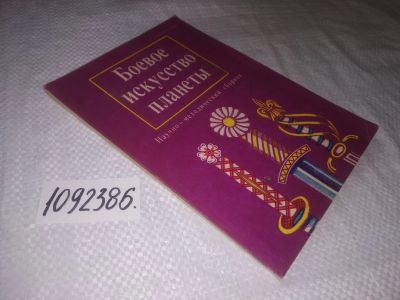 Боевое
искусство
планеты
Научно-методический сборник
1092386.